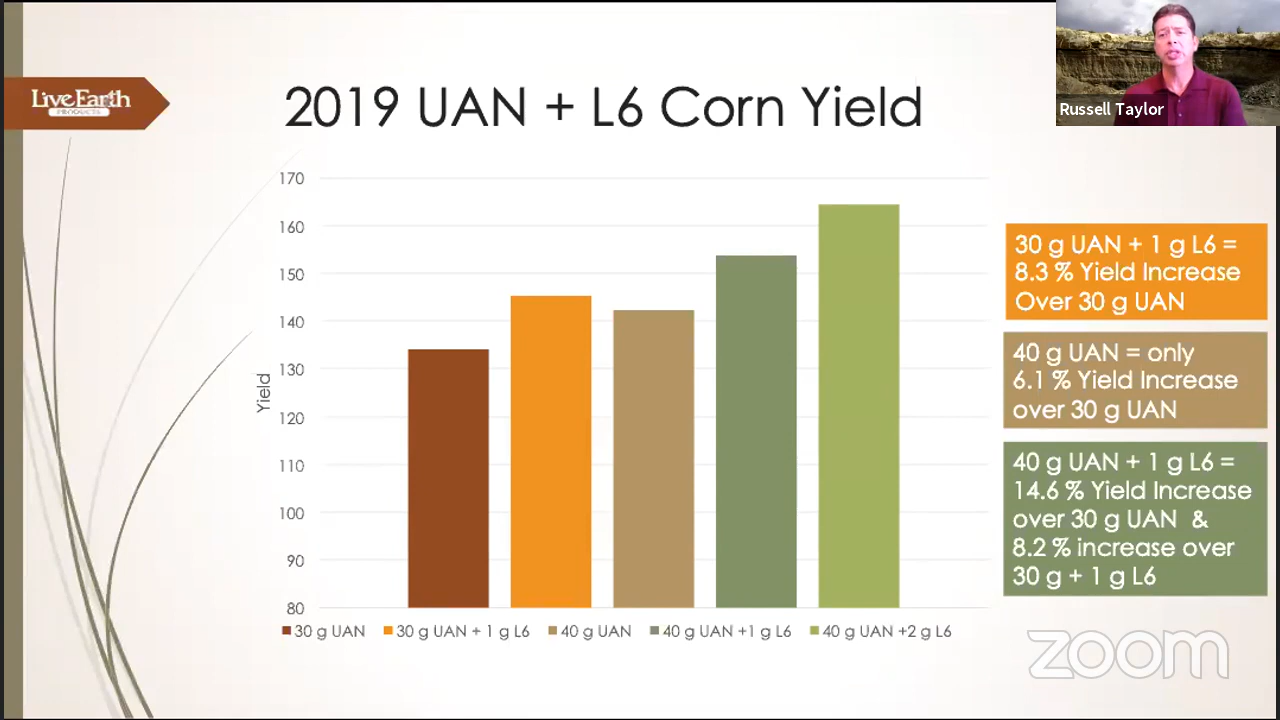 Live Earth
PRODUCTS
2019 UAN + L6 Corn Yield
Russell Taylor
170
160
150
140
130
120
110
100
90
80
Yield
30 g UAN
30 g UAN + 1 g L6
40 g UAN
40 g UAN +1 g L6
40 g UAN +2 g L6
30 g UAN + 1 g L6 =
8.3 % Yield Increase
Over 30 g UAN
40 g UAN = only
6.1 % Yield Increase
over 30 g UAN
40 g UAN + 1 g L6 =
14.6 % Yield Increase
over 30 g UAN &
8.2 % increase over
30 g + 1 g L6
zoom